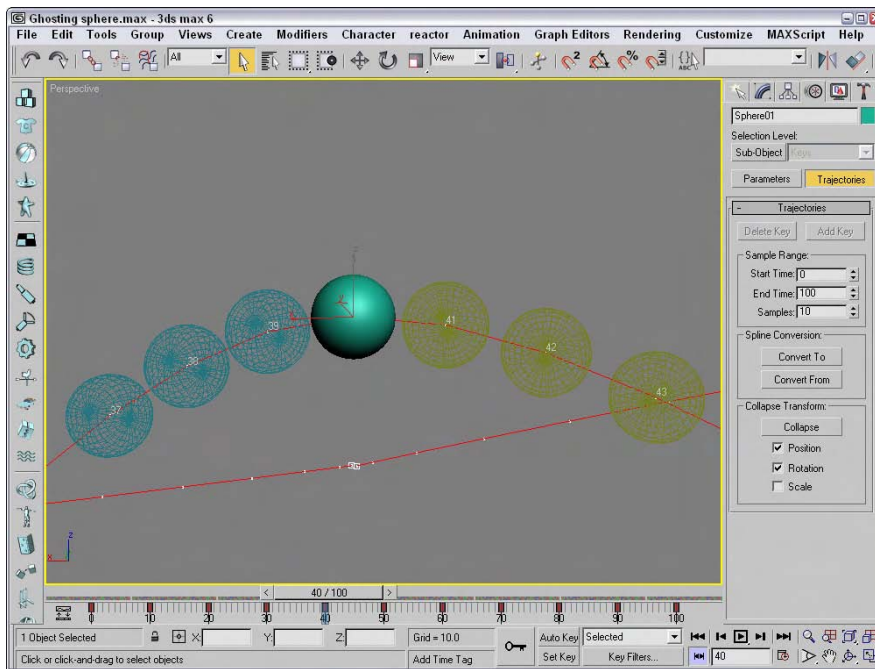 Ghosting sphere.max - 3ds max 6
File Edit Tools Group Views Create Modifiers Character reactor Animation Graph Editors Rendering Customize MAXScript Help
All
View
Perspective
Sphere01
Selection Level:
Sub-Object Keys
Parameters Trajectories
- Trajectories
Delete Key Add Key
Sample Range:
Start Time: 0
End Time: 100
Samples: 10
Spline Conversion:
Convert To
Convert From
Collapse Transform:
Collapse
Position
Rotation
Scale
37 38 39 41 42 43
z
x
< 40 / 100 >
0 10 20 30 40 50 60 70 80 90 100
1 Object Selected X: Y: Z: Grid = 10.0 Auto Key Selected
Click or click-and-drag to select objects Add Time Tag Set Key Key Filters... 40